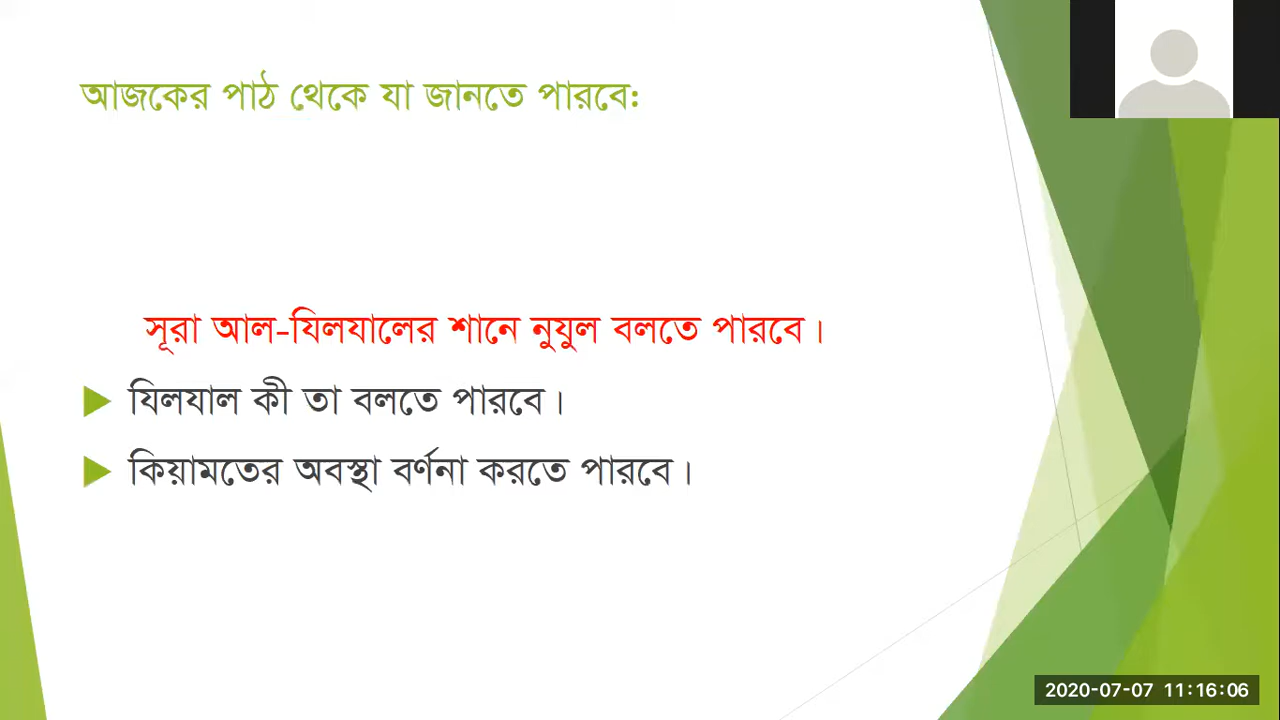 আজকের পাঠ থেকে যা জানতে পারবে:
সূরা আল-যিলযালের শানে নুযুল বলতে পারবে।
যিলযাল কী তা বলতে পারবে।
কিয়ামতের অবস্থা বর্ণনা করতে পারবে।
2020-07-07 11:16:06